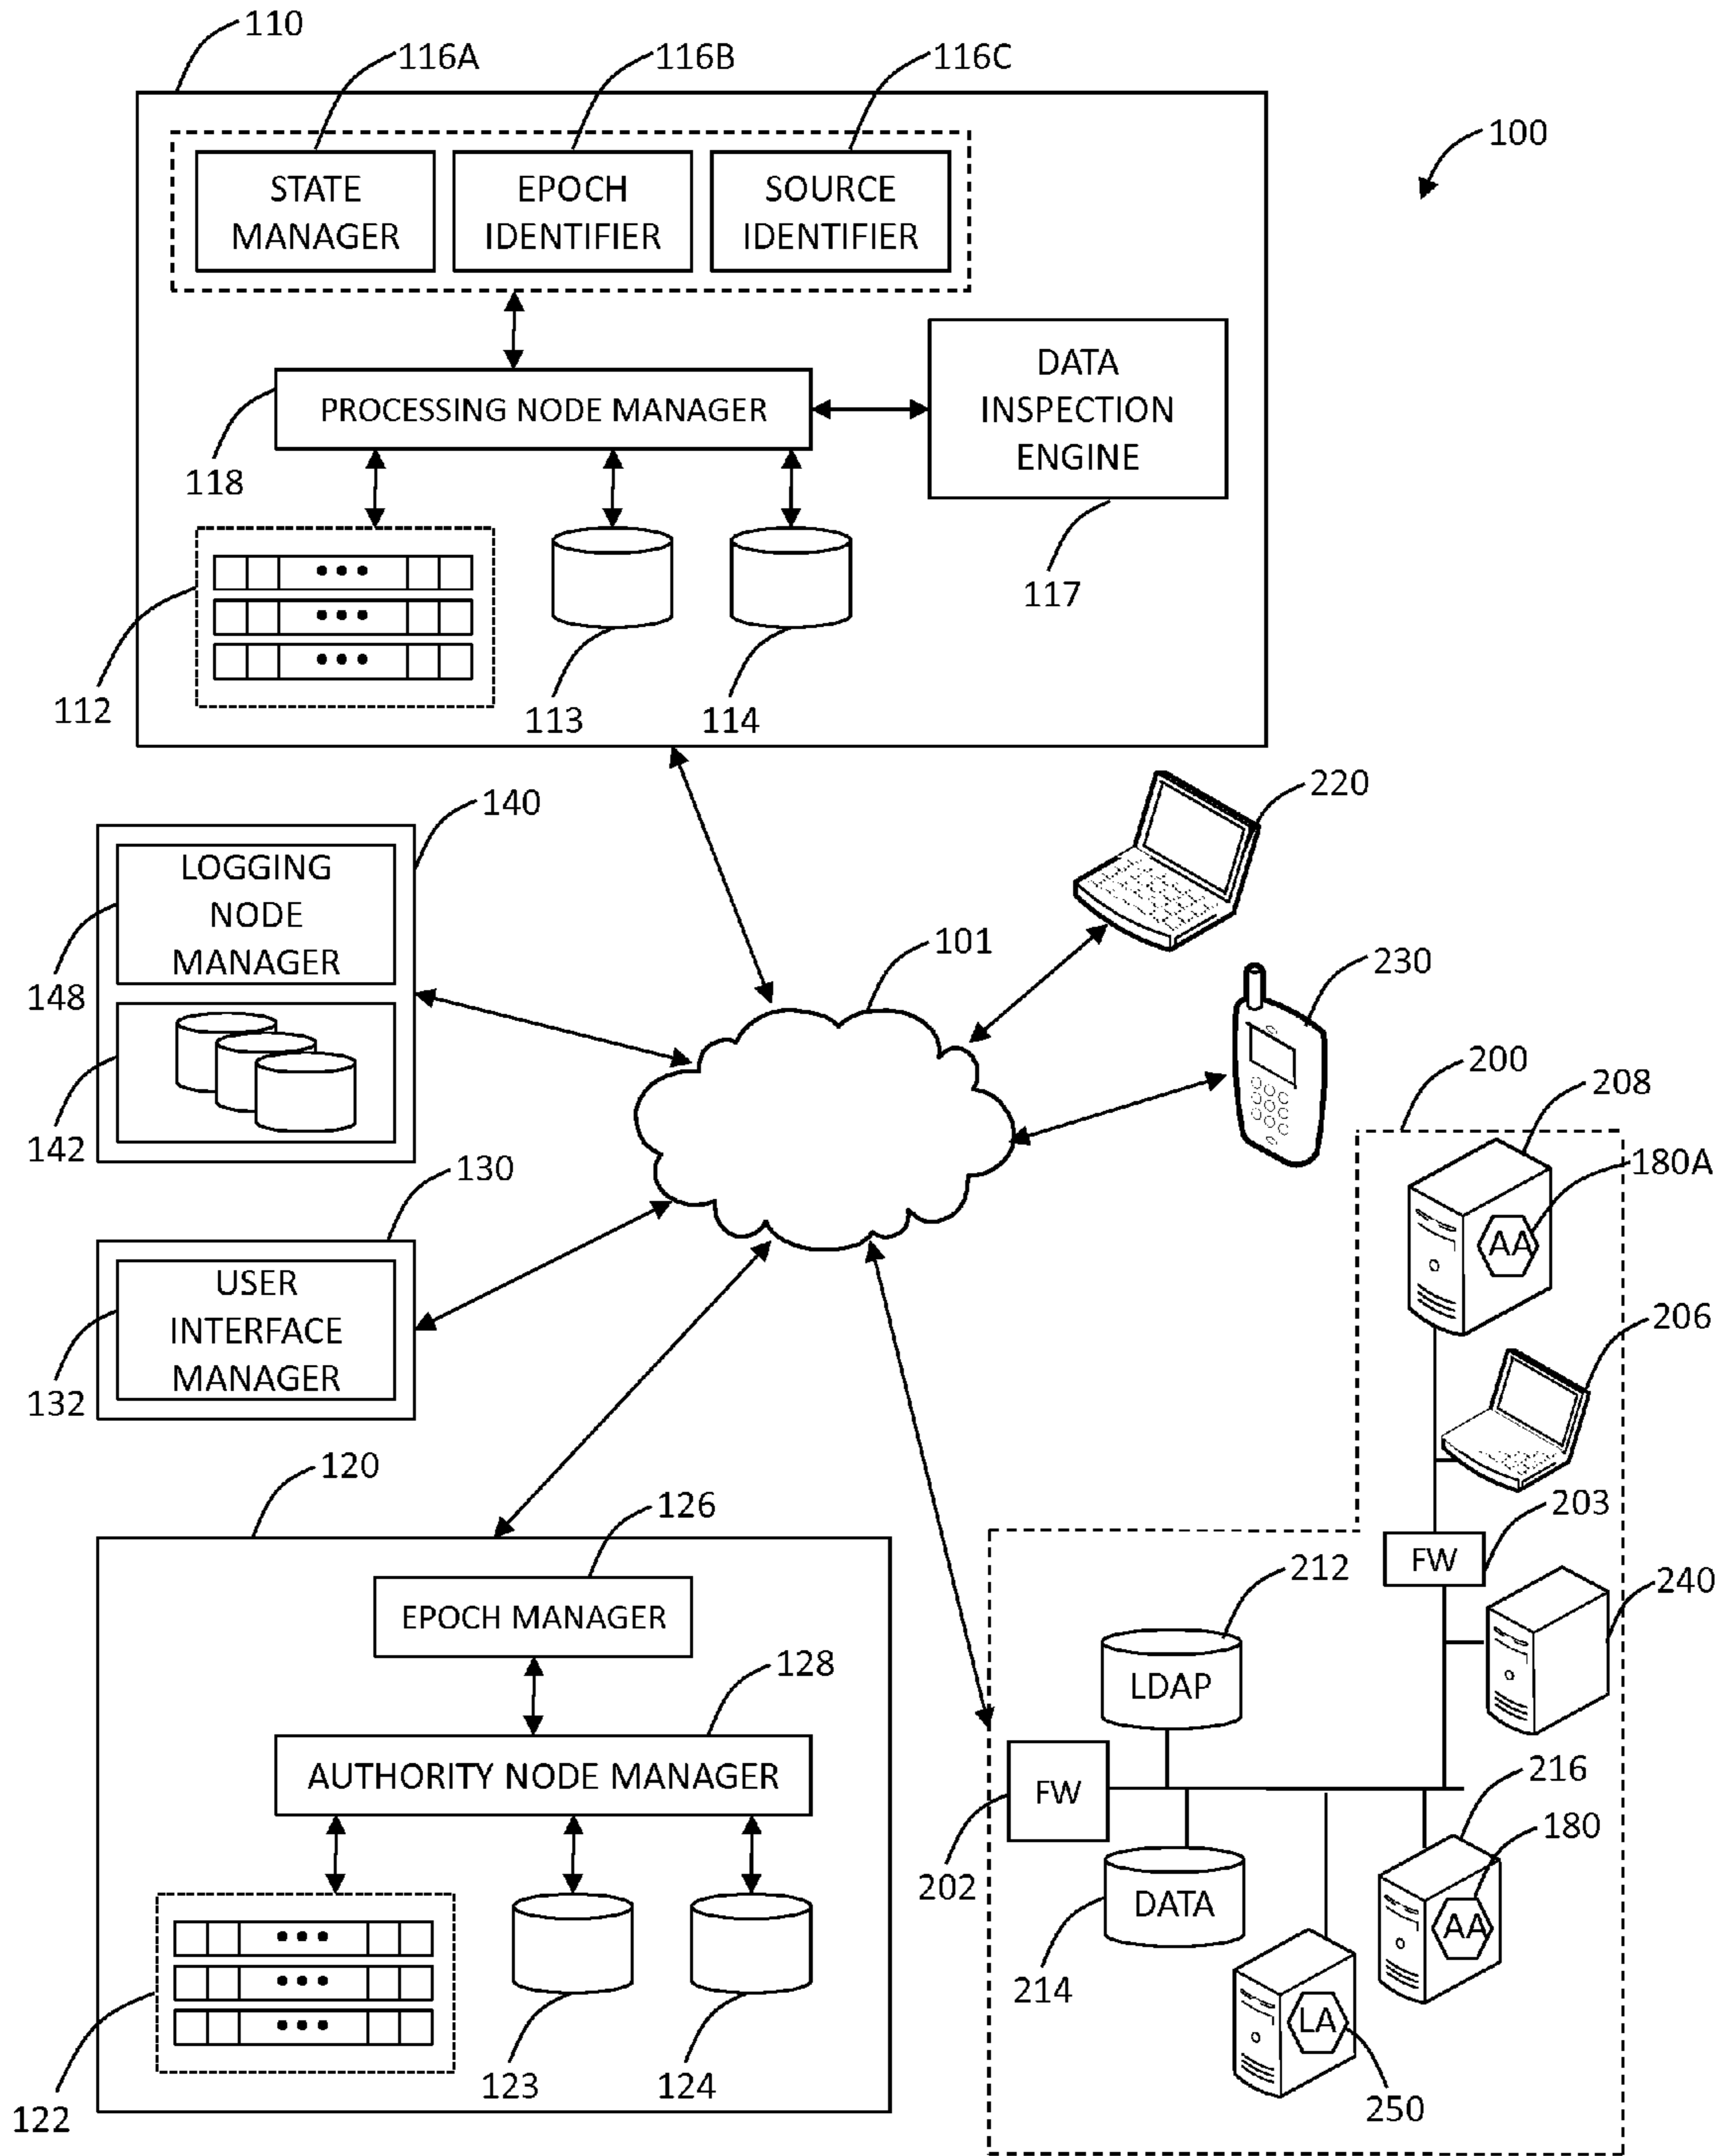 110
116A
116B
116C
100
STATE
MANAGER
EPOCH
IDENTIFIER
SOURCE
IDENTIFIER
PROCESSING NODE MANAGER
DATA
INSPECTION
ENGINE
118
117
112
113
114
140
220
LOGGING
NODE
MANAGER
101
230
148
142
200
208
180A
AA
130
USER
INTERFACE
MANAGER
132
206
120
126
203
FW
EPOCH MANAGER
212
240
LDAP
128
AUTHORITY NODE MANAGER
216
FW
180
202
DATA
AA
214
LA
123
124
122
250